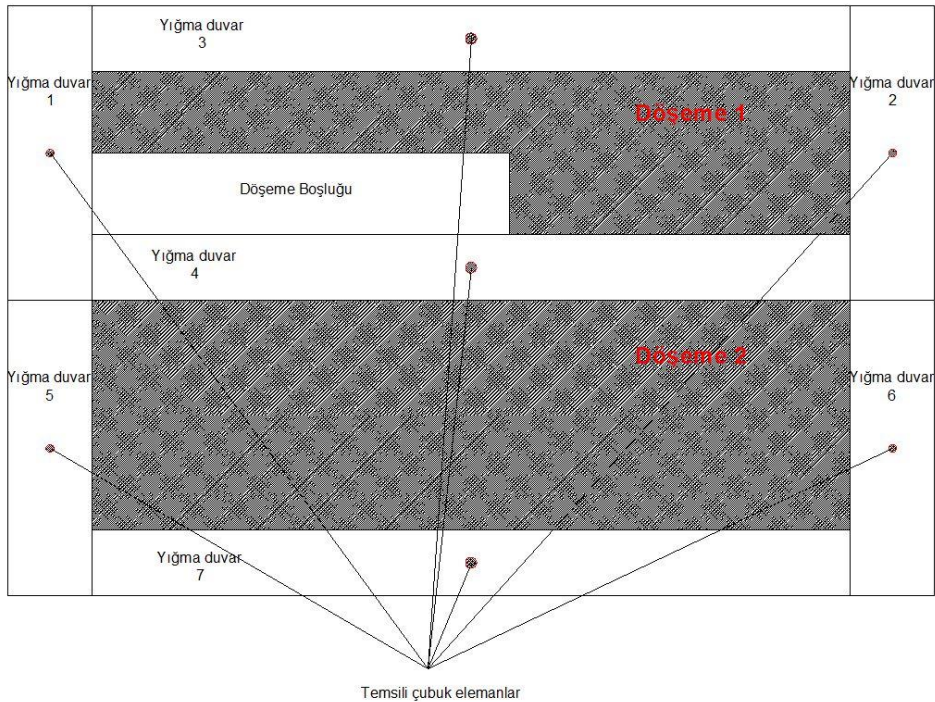 Yığma duvar
3
Yığma duvar
1
Döşeme 1
Yığma duvar
2
Döşeme Boşluğu
Yığma duvar
4
Döşeme 2
Yığma duvar
5
Yığma duvar
6
Yığma duvar
7
Temsili çubuk elemanlar